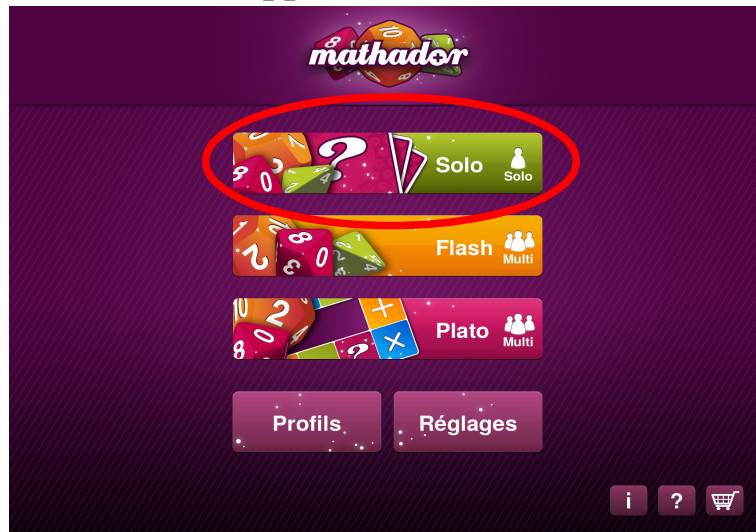 mathador
Solo
Solo
Flash
Multi
Plato
Multi
Profils
Réglages
i ?